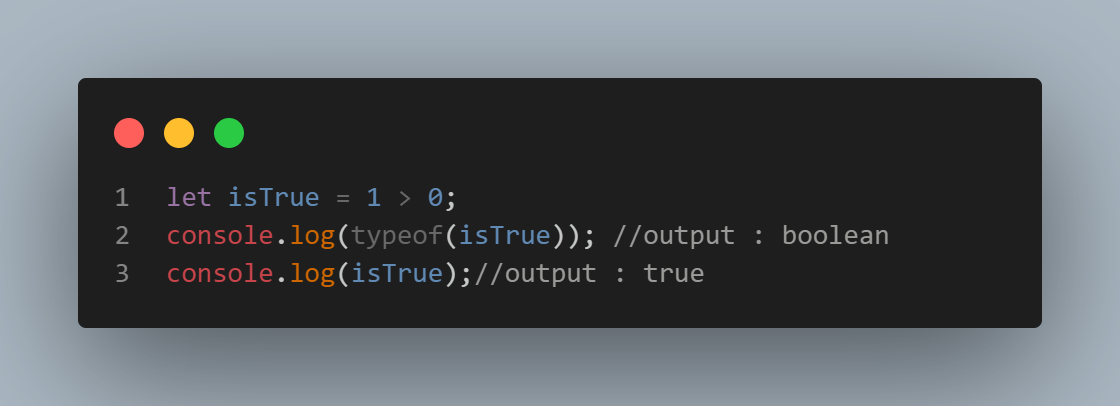 1 let isTrue = 1 > 0;
2 console.log(typeof(isTrue)); //output : boolean
3 console.log(isTrue);//output : true